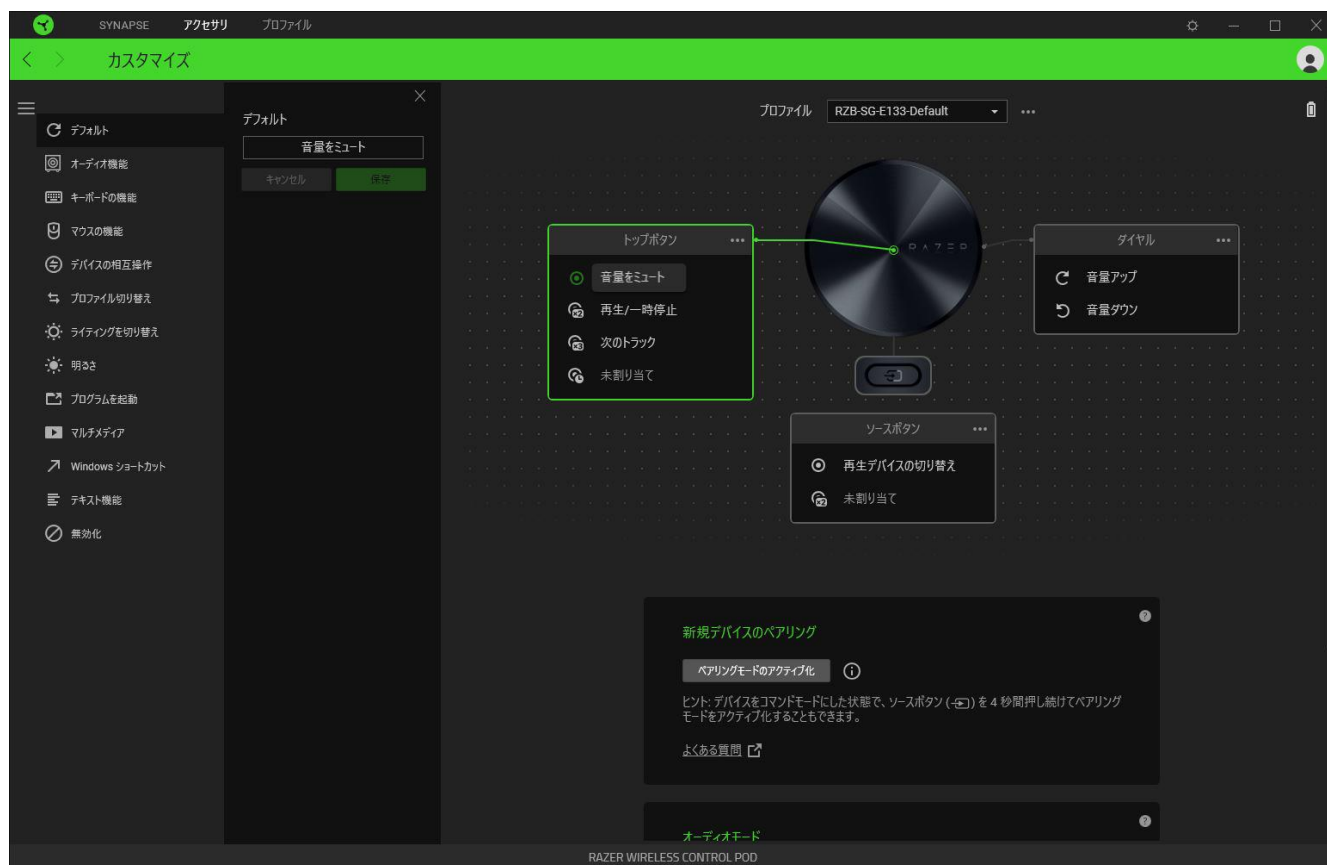 SYNAPSE アクセサリ プロファイル
カスタマイズ
デフォルト
オーディオ機能
キーボードの機能
マウスの機能
デバイスの相互操作
プロファイル切り替え
ライティングを切り替え
明るさ
プログラムを起動
マルチメディア
Windows ショートカット
テキスト機能
無効化
デフォルト
音量をミュート
キャンセル 保存
プロファイル RZB-SG-E133-Default
RAZER
トップボタン
音量をミュート
x2 再生/一時停止
x3 次のトラック
未割り当て
ダイヤル
音量アップ
音量ダウン
ソースボタン
再生デバイスの切り替え
x2 未割り当て
新規デバイスのペアリング
?
ペアリングモードのアクティブ化
ヒント: デバイスをコマンドモードにした状態で、ソースボタン () を 4 秒間押し続けてペアリング
モードをアクティブ化することもできます。
よくある質問
?
オーディオモード
RAZER WIRELESS CONTROL POD